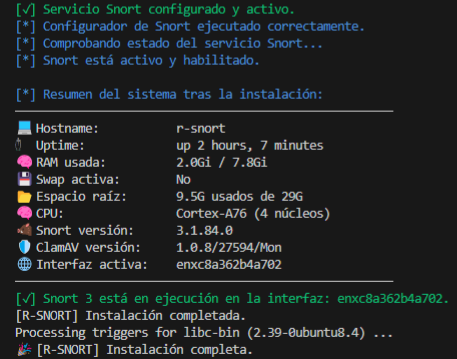 [✓] Servicio Snort configurado y activo.
[*] Configurador de Snort ejecutado correctamente.
[*] Comprobando estado del servicio Snort...
[*] Snort está activo y habilitado.
[*] Resumen del sistema tras la instalación:
💻 Hostname: r-snort
Uptime: up 2 hours, 7 minutes
🧠 RAM usada: 2.0Gi / 7.8Gi
💾 Swap activa: No
📂 Espacio raíz: 9.5G usados de 29G
🧠 CPU: Cortex-A76 (4 núcleos)
🐗 Snort versión: 3.1.84.0
🛡 ClamAV versión: 1.0.8/27594/Mon
🌐 Interfaz activa: enxc8a362b4a702
[✓] Snort 3 está en ejecución en la interfaz: enxc8a362b4a702.
[R-SNORT] Instalación completada.
Processing triggers for libc-bin (2.39-0ubuntu8.4) ...
🎉 [R-SNORT] Instalación completa.